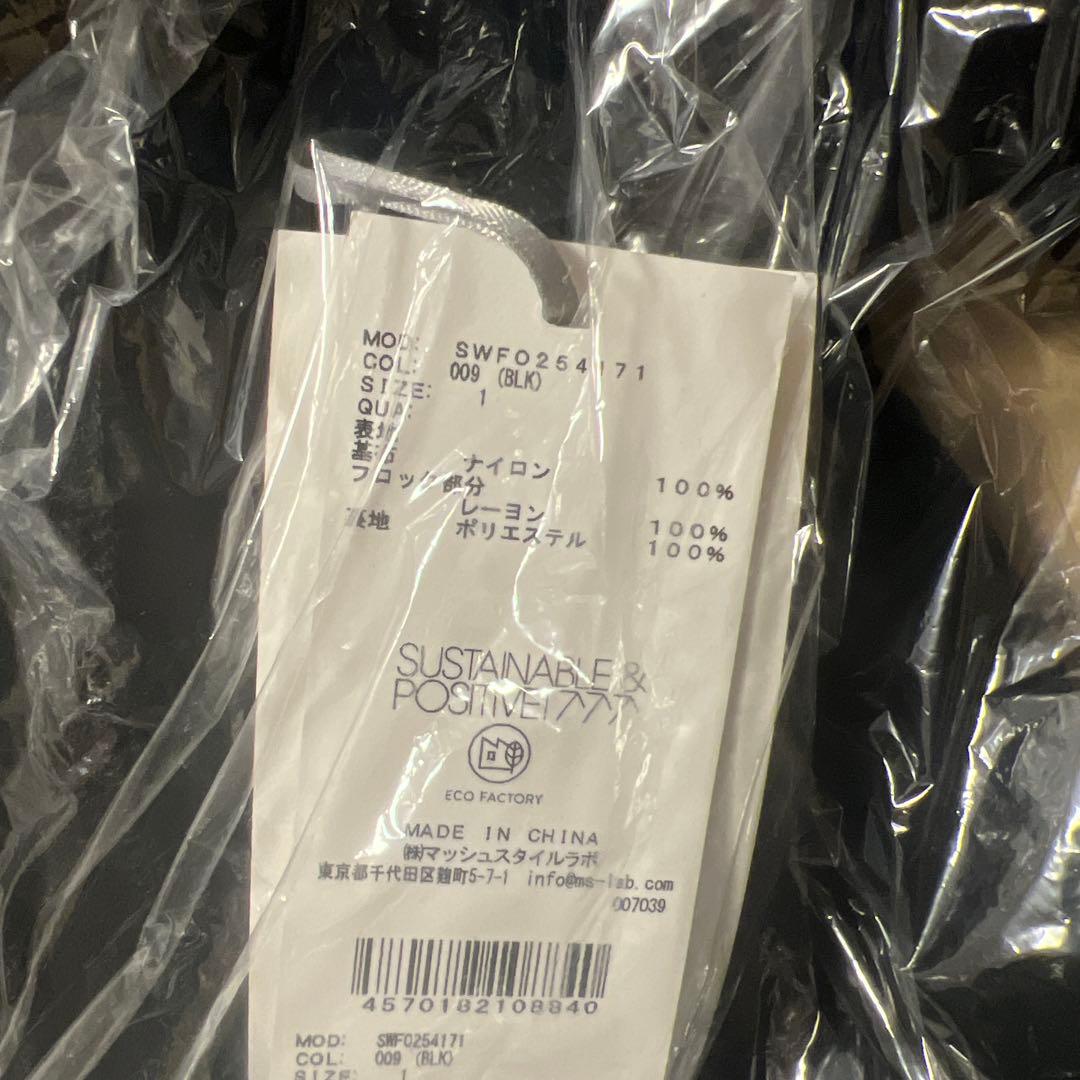 MOD: SWFO254171
COL: 009 (BLK)
SIZE: 1
QUA:
表地
基布 ナイロン 100%
フロック部分
レーヨン 100%
裏地 ポリエステル 100%
SUSTAINABLE &
POSITIVE!
ECO FACTORY
MADE IN CHINA
㈱マッシュスタイルラボ
東京都千代田区麹町5-7-1 info@ms-lab.com
007039
4570182108840
MOD: SWFO254171
COL: 009 (BLK)
SIZE: 1